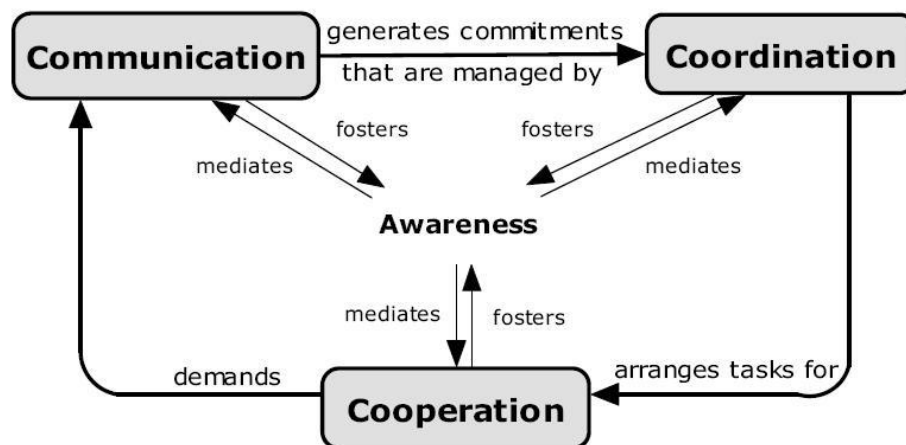 generates commitments
Communication
Coordination
that are managed by
fosters
fosters
mediates
mediates
Awareness
mediates
fosters
demands
arranges tasks for
Cooperation